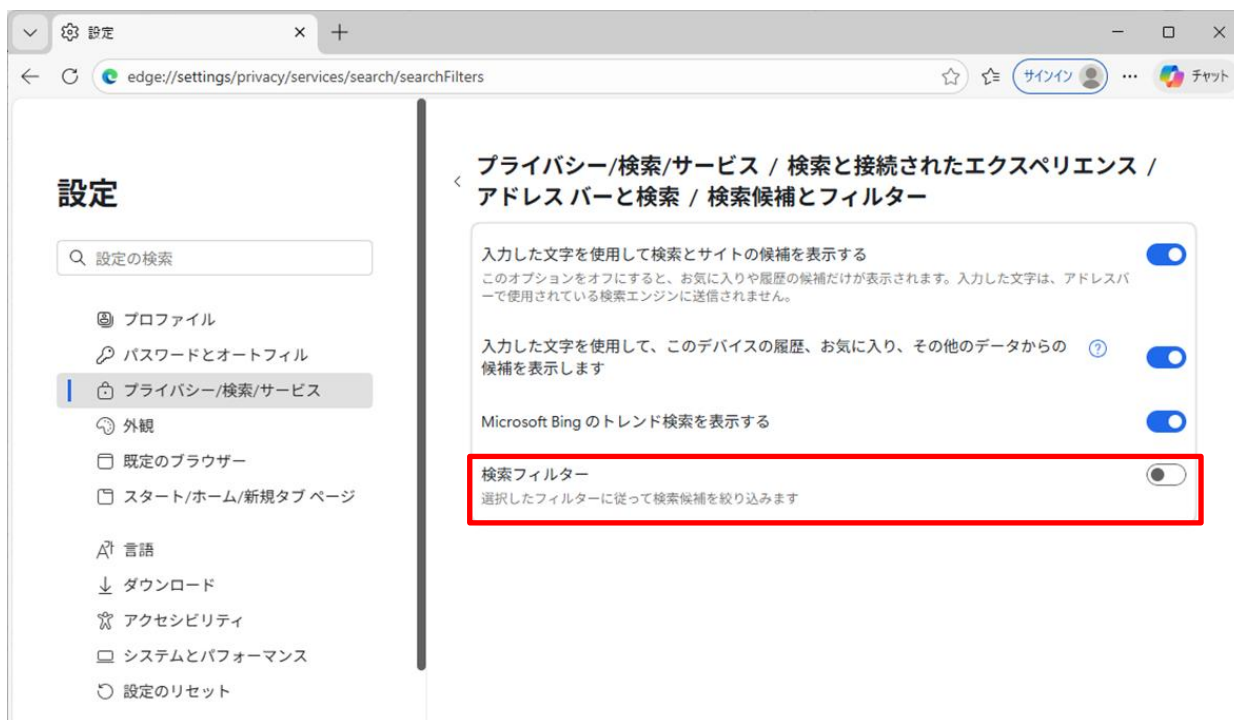 設定
edge://settings/privacy/services/search/searchFilters
サインイン
チャット
設定
設定の検索
プロファイル
パスワードとオートフィル
プライバシー/検索/サービス
外観
既定のブラウザー
スタート/ホーム/新規タブ ページ
言語
ダウンロード
アクセシビリティ
システムとパフォーマンス
設定のリセット
プライバシー/検索/サービス / 検索と接続されたエクスペリエンス /
アドレス バーと検索 / 検索候補とフィルター
入力した文字を使用して検索とサイトの候補を表示する
このオプションをオフにすると、お気に入りや履歴の候補だけが表示されます。入力した文字は、アドレスバ
ーで使用されている検索エンジンに送信されません。
入力した文字を使用して、このデバイスの履歴、お気に入り、その他のデータからの
候補を表示します
Microsoft Bing のトレンド検索を表示する
検索フィルター
選択したフィルターに従って検索候補を絞り込みます